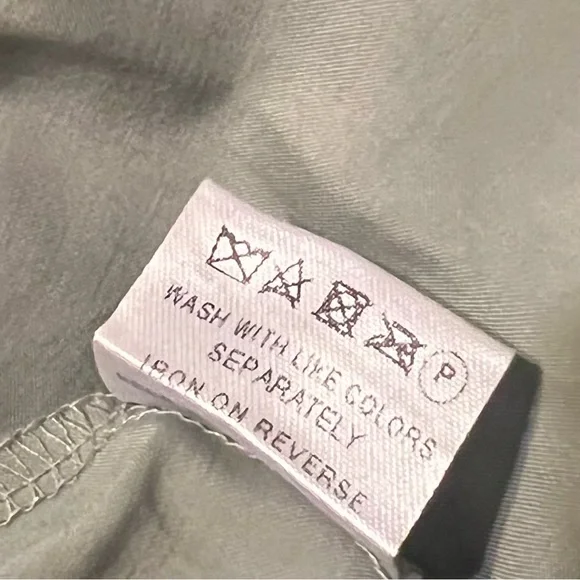 P
WASH WITH LIKE COLORS
SEPARATELY
IRON ON REVERSE